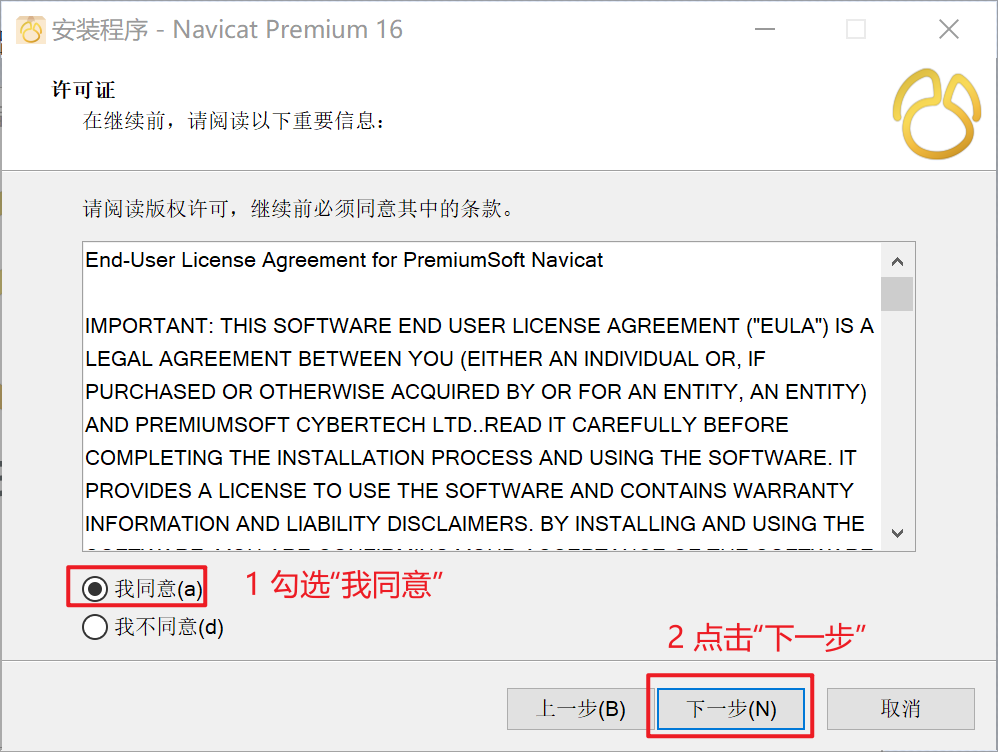 安装程序 - Navicat Premium 16
许可证
在继续前，请阅读以下重要信息：
请阅读版权许可，继续前必须同意其中的条款。
End-User License Agreement for PremiumSoft Navicat
IMPORTANT: THIS SOFTWARE END USER LICENSE AGREEMENT ("EULA") IS A
LEGAL AGREEMENT BETWEEN YOU (EITHER AN INDIVIDUAL OR, IF
PURCHASED OR OTHERWISE ACQUIRED BY OR FOR AN ENTITY, AN ENTITY)
AND PREMIUMSOFT CYBERTECH LTD..READ IT CAREFULLY BEFORE
COMPLETING THE INSTALLATION PROCESS AND USING THE SOFTWARE. IT
PROVIDES A LICENSE TO USE THE SOFTWARE AND CONTAINS WARRANTY
INFORMATION AND LIABILITY DISCLAIMERS. BY INSTALLING AND USING THE
我同意(a)
1 勾选“我同意”
我不同意(d)
2 点击“下一步”
上一步(B)
下一步(N)
取消